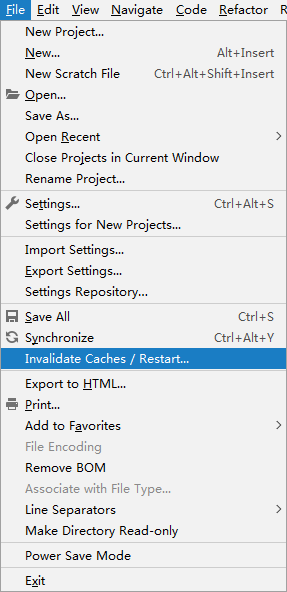 File Edit View Navigate Code Refactor R
New Project...
New... Alt+Insert
New Scratch File Ctrl+Alt+Shift+Insert
Open...
Save As...
Open Recent
Close Projects in Current Window
Rename Project...
Settings... Ctrl+Alt+S
Settings for New Projects...
Import Settings...
Export Settings...
Settings Repository...
Save All Ctrl+S
Synchronize Ctrl+Alt+Y
Invalidate Caches / Restart...
Export to HTML...
Print...
Add to Favorites
File Encoding
Remove BOM
Associate with File Type...
Line Separators
Make Directory Read-only
Power Save Mode
Exit